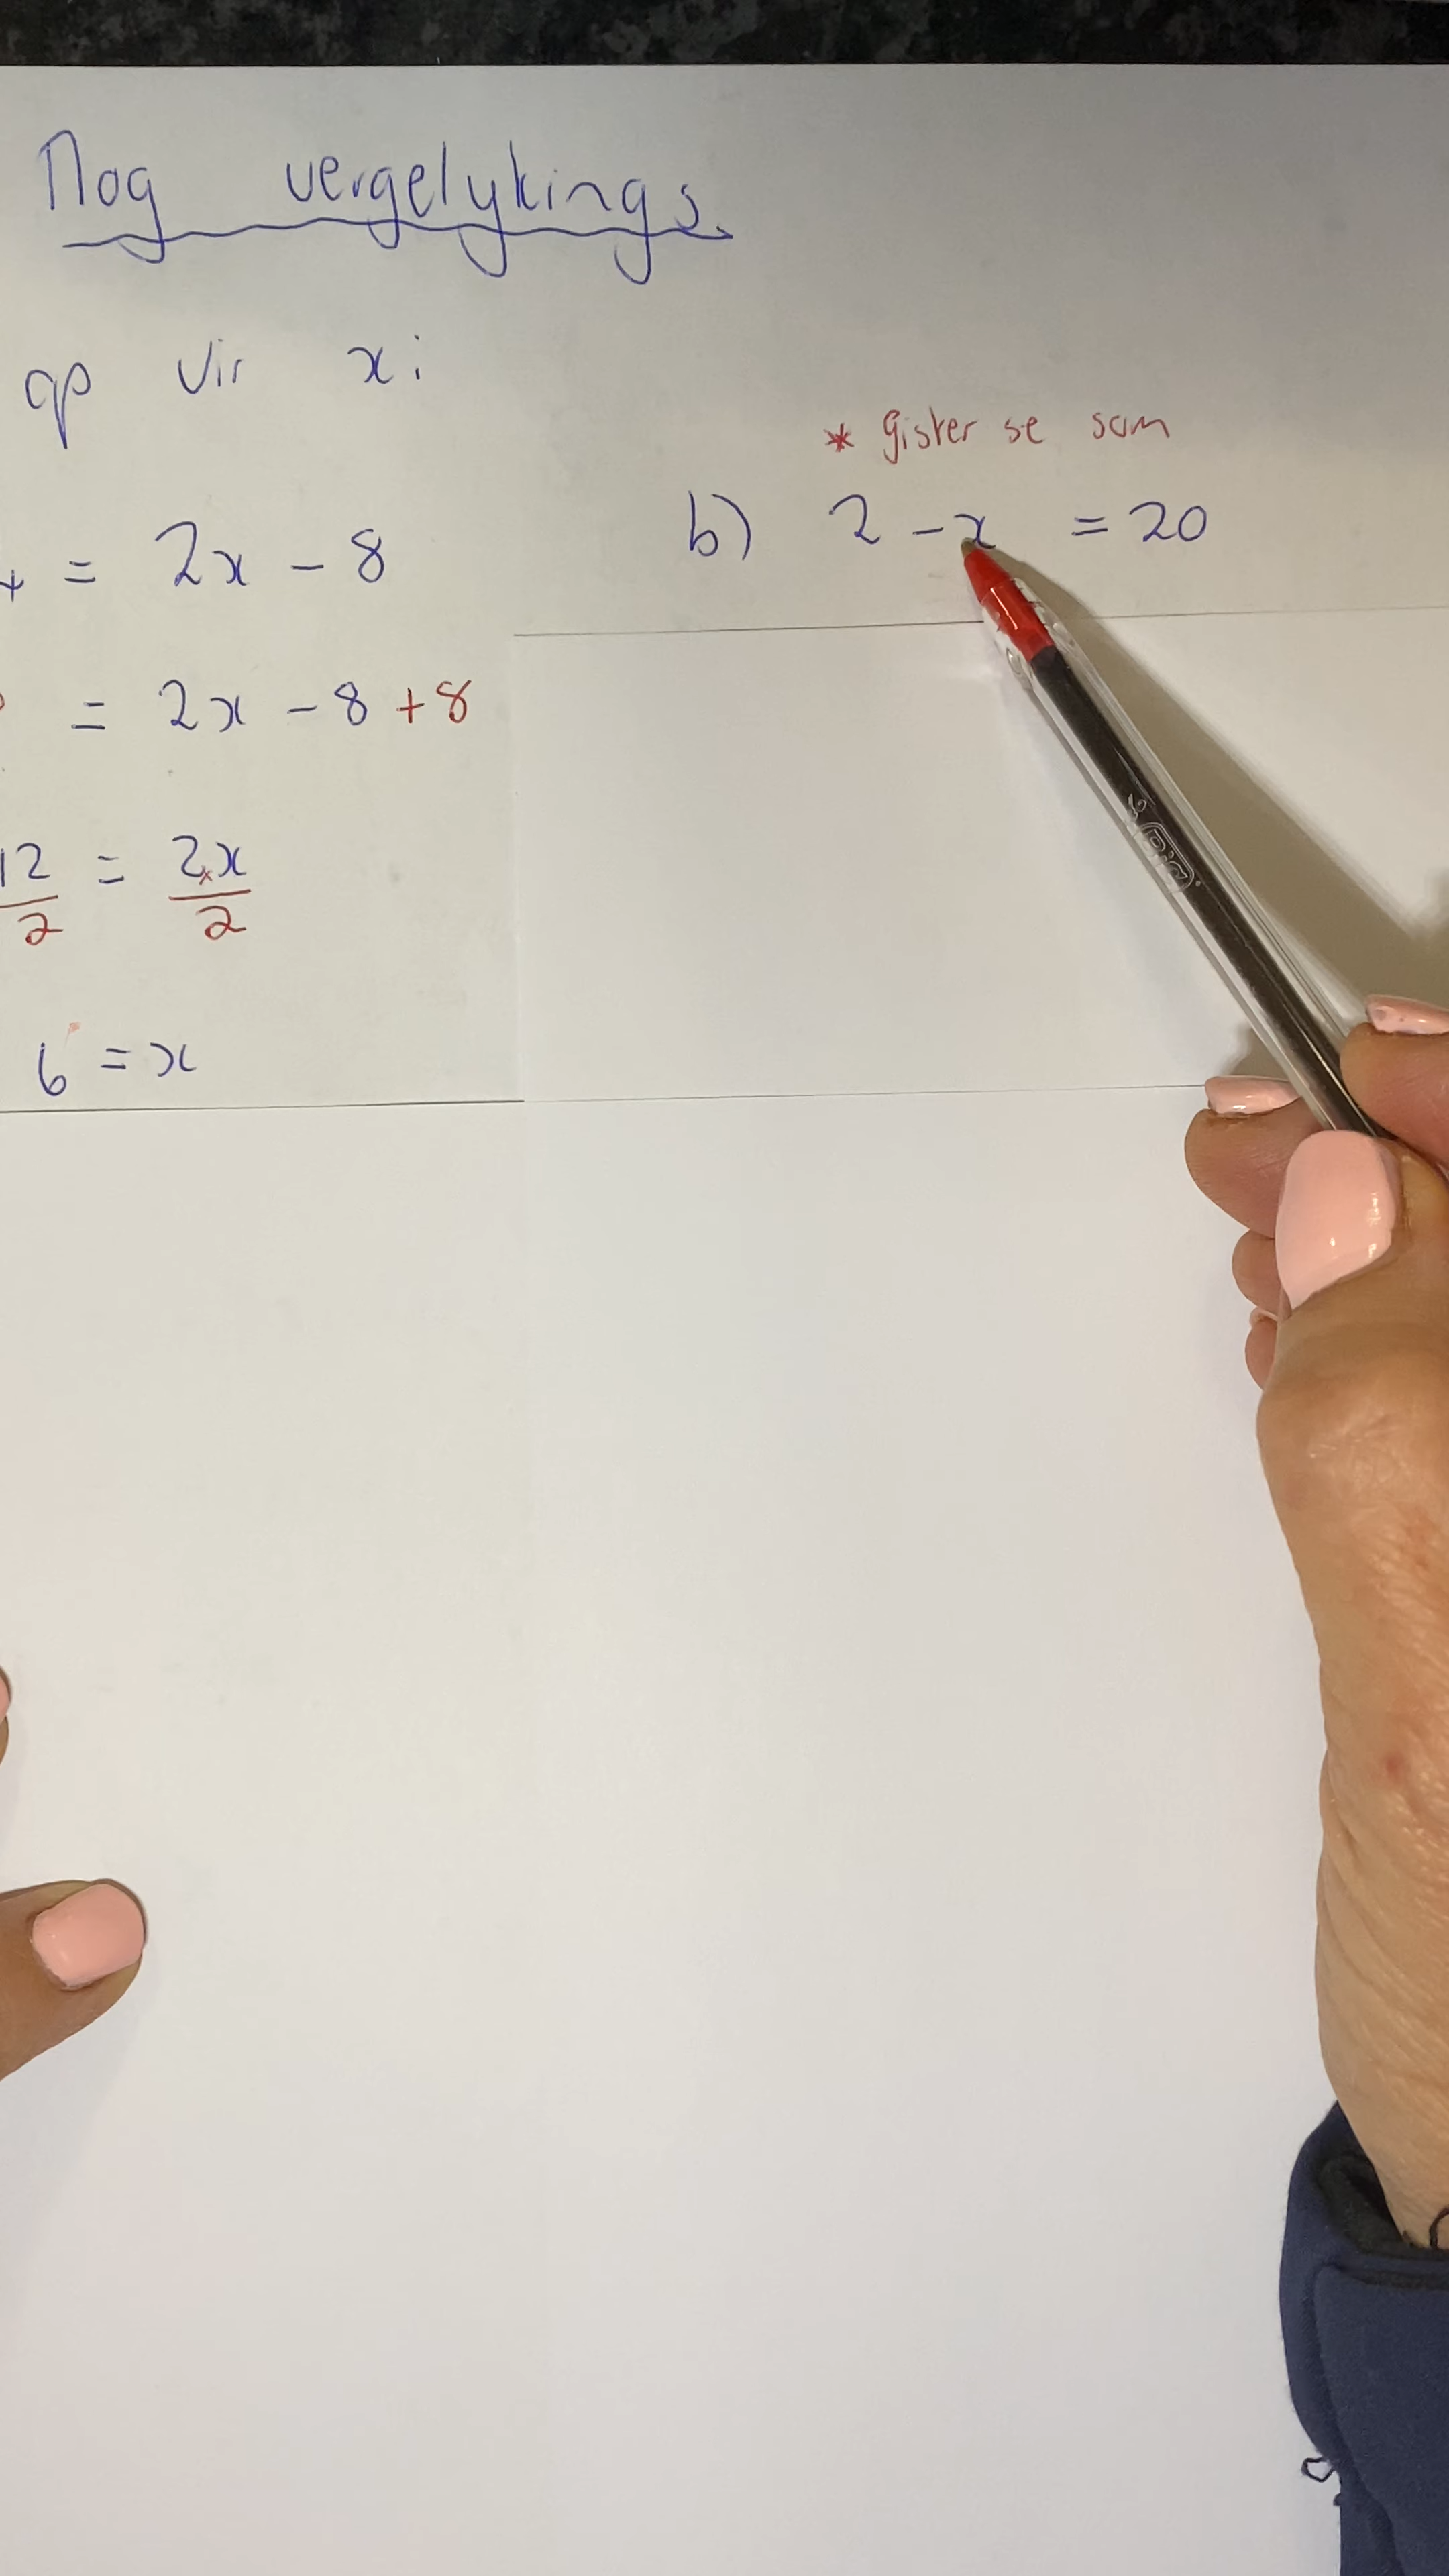 Nog vergelykings
op vir x:
= 2x - 8
= 2x - 8 + 8
12/2 = 2x/2
6 = x
* gister se som
b) 2 - x = 20
BIC